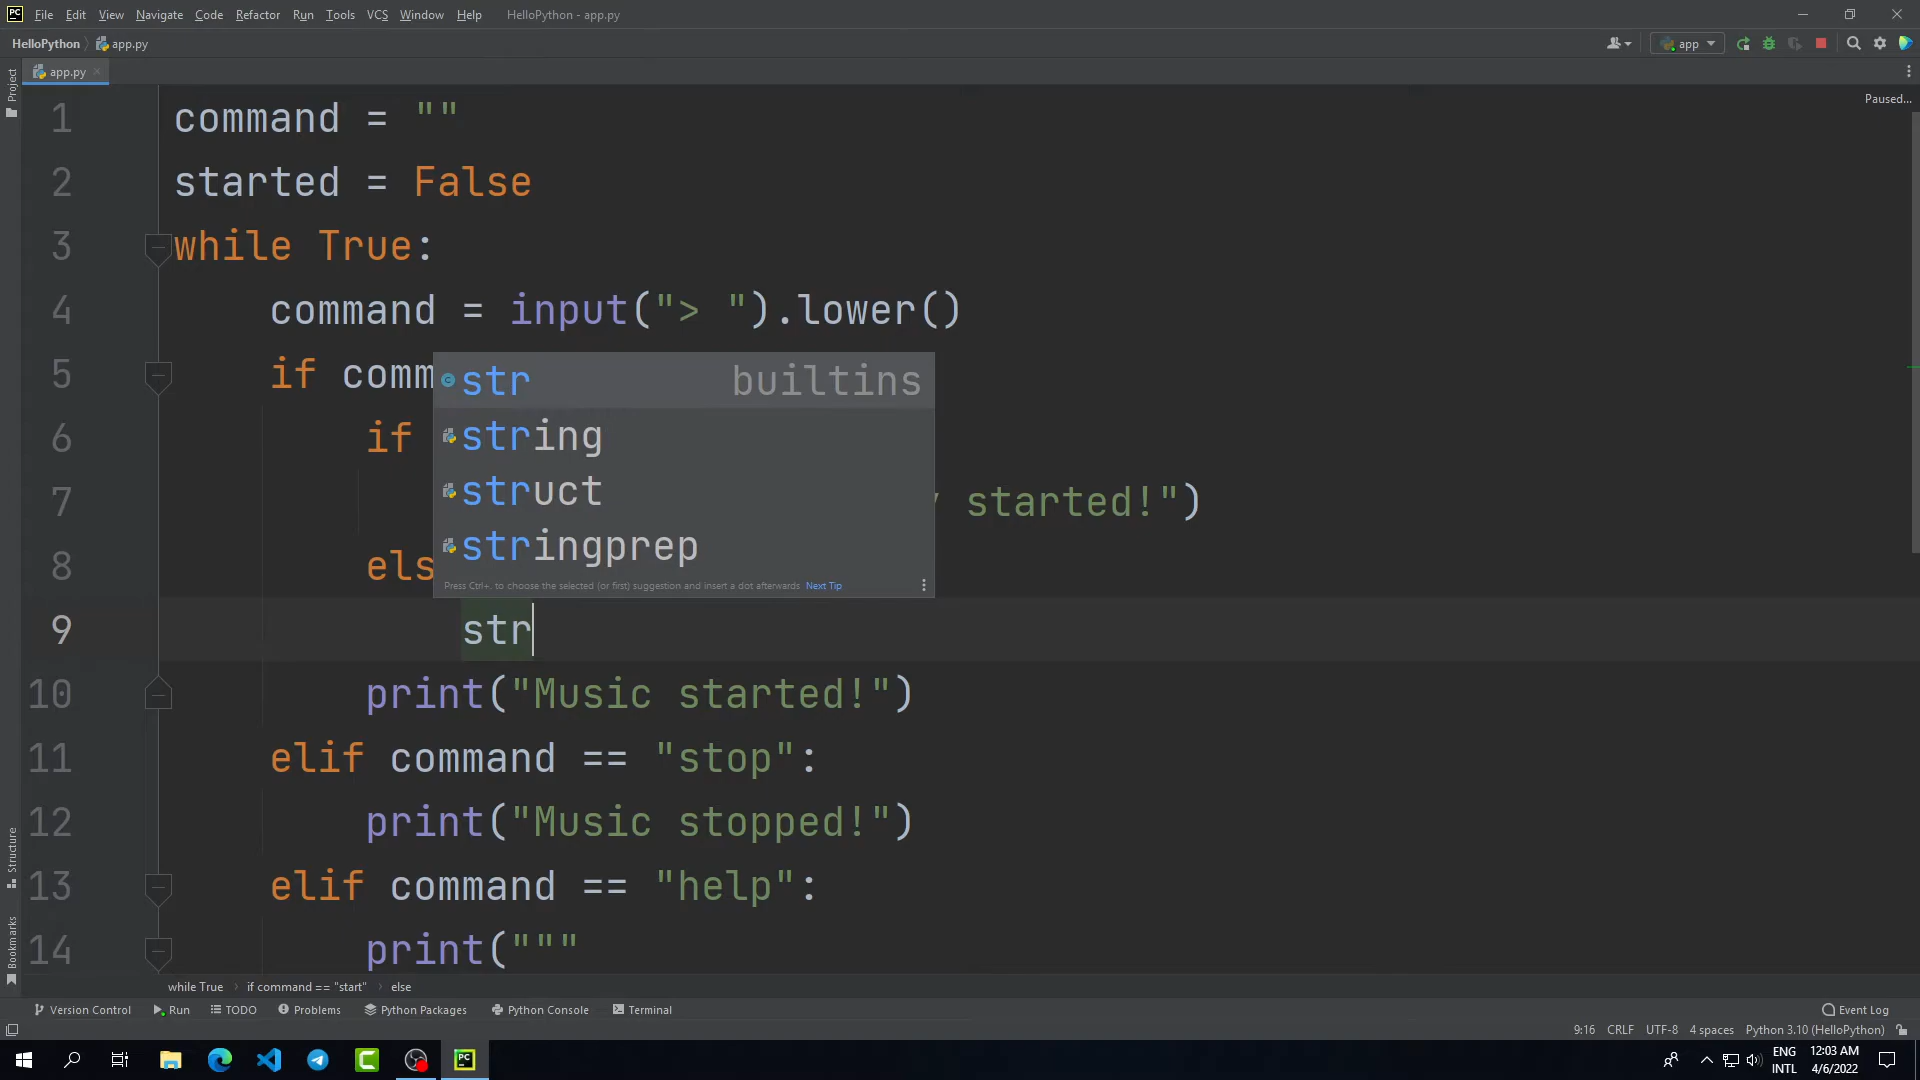 PC File Edit View Navigate Code Refactor Run Tools VCS Window Help HelloPython - app.py
HelloPython app.py app
app.py
Project
Paused...
1 command = ""
2 started = False
3 while True:
4 command = input("> ").lower()
5 if comm
str builtins
6 if
string
7 started!")
struct
8 els
stringprep
Press Ctrl+. to choose the selected (or first) suggestion and insert a dot afterwards Next Tip
9 str
10 print("Music started!")
11 elif command == "stop":
12 print("Music stopped!")
13 elif command == "help":
14 print("""
Structure
Bookmarks
while True if command == "start" else
Version Control Run TODO Problems Python Packages Python Console Terminal Event Log
9:16 CRLF UTF-8 4 spaces Python 3.10 (HelloPython)
PC ENG 12:03 AM
INTL 4/6/2022